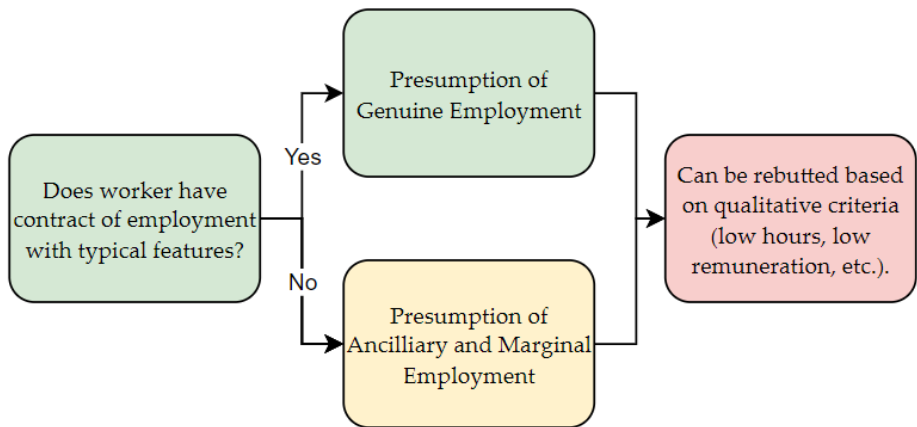 Does worker have
contract of employment
with typical features?
Yes
No
Presumption of
Genuine Employment
Presumption of
Ancilliary and Marginal
Employment
Can be rebutted based
on qualitative criteria
(low hours, low
remuneration, etc.).